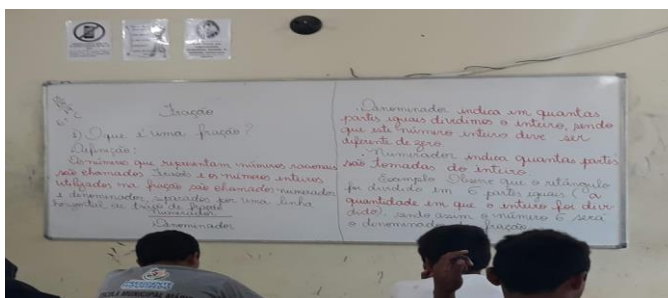 Fração
1) O que é uma fração?
Definição:
Os números que representam números racionais
são chamados e os números inteiros
utilizados na fração são chamados numerador
e denominador, separados por uma linha
horizontal de traço de fração
Numerador
Denominador
. Denominador indica em quantas
partes iguais dividimos o inteiro, sendo
que este número inteiro deve ser
diferente de zero.
. Numerador indica quantas partes
são tomadas do inteiro.
Exemplo Observe que o retângulo
foi dividido em 6 partes iguais (a
quantidade em que o inteiro foi divi
dido), sendo assim o número 6 será
o denominador fração